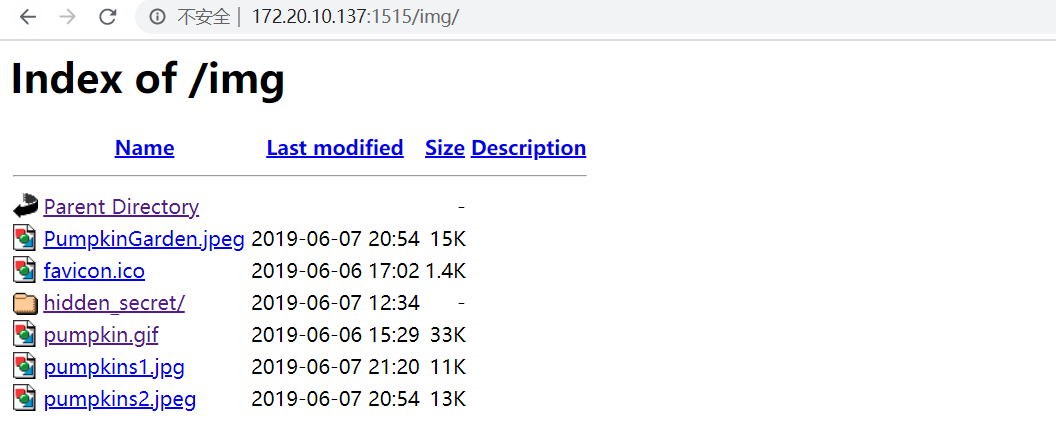 不安全 | 172.20.10.137:1515/img/
Index of /img
Name Last modified Size Description
Parent Directory -
PumpkinGarden.jpeg 2019-06-07 20:54 15K
favicon.ico 2019-06-06 17:02 1.4K
hidden_secret/ 2019-06-07 12:34 -
pumpkin.gif 2019-06-06 15:29 33K
pumpkins1.jpg 2019-06-07 21:20 11K
pumpkins2.jpeg 2019-06-07 20:54 13K